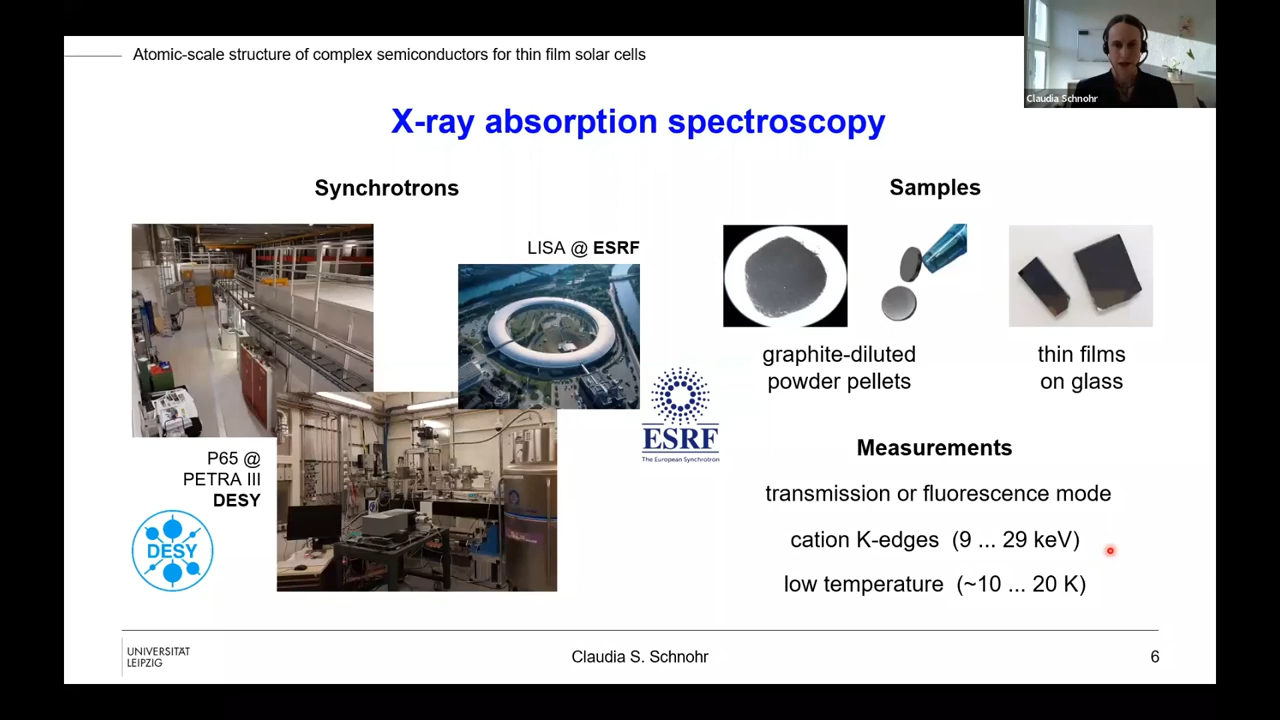 Atomic-scale structure of complex semiconductors for thin film solar cells
Claudia Schnohr
X-ray absorption spectroscopy
Synchrotrons
LISA @ ESRF
P65 @
PETRA III
DESY
DESY
ESRF
The European Synchrotron
Samples
graphite-diluted
powder pellets
thin films
on glass
Measurements
transmission or fluorescence mode
cation K-edges (9 ... 29 keV)
low temperature (~10 ... 20 K)
UNIVERSITÄT
LEIPZIG
Claudia S. Schnohr
6